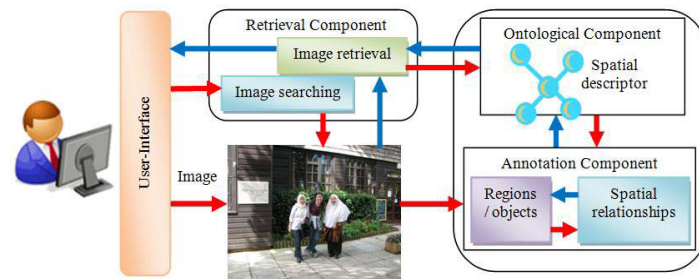 Retrieval Component
Image retrieval
Image searching
User-Interface
Image
Ontological Component
Spatial
descriptor
Annotation Component
Regions
/ objects
Spatial
relationships